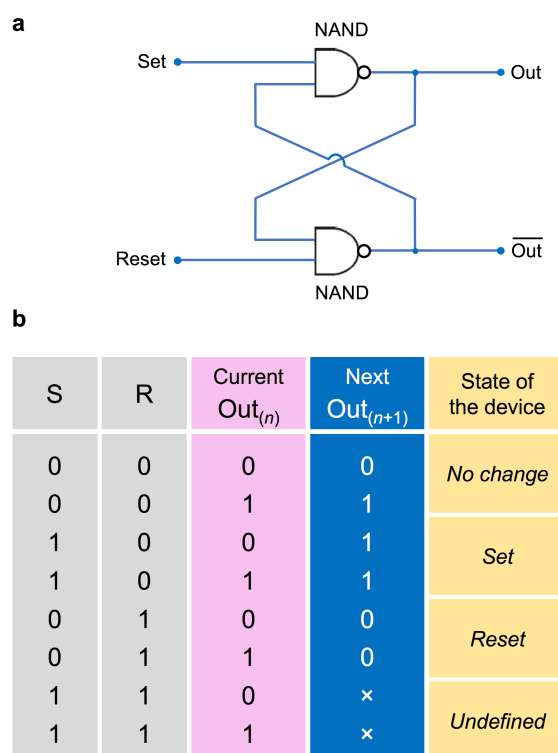 a
NAND
Set
Out
Reset
Out
NAND
b
S R Current Out(n) Next Out(n+1) State of the device
0 0 0 0 No change
0 0 1 1
1 0 0 1 Set
1 0 1 1
0 1 0 0 Reset
0 1 1 0
1 1 0 × Undefined
1 1 1 ×